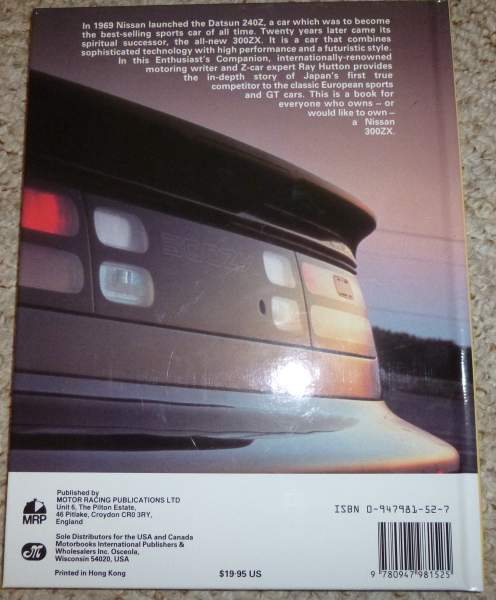 In 1969 Nissan launched the Datsun 240Z, a car which was to become
the best-selling sports car of all time. Twenty years later came its
spiritual successor, the all-new 300ZX. It is a car that combines
sophisticated technology with high performance and a futuristic style.
In this Enthusiast's Companion, internationally-renowned
motoring writer and Z-car expert Ray Hutton provides
the in-depth story of Japan's first true
competitor to the classic European sports
and GT cars. This is a book for
everyone who owns – or
would like to own –
a Nissan
300ZX.
300ZX
Published by
MOTOR RACING PUBLICATIONS LTD
Unit 6, The Pilton Estate,
46 Pitlake, Croydon CR0 3RY,
England
MRP
Sole Distributors for the USA and Canada
Motorbooks International Publishers &
Wholesalers Inc. Osceola,
Wisconsin 54020, USA
Printed in Hong Kong
$19·95 US
ISBN 0-947981-52-7
9 780947 981525